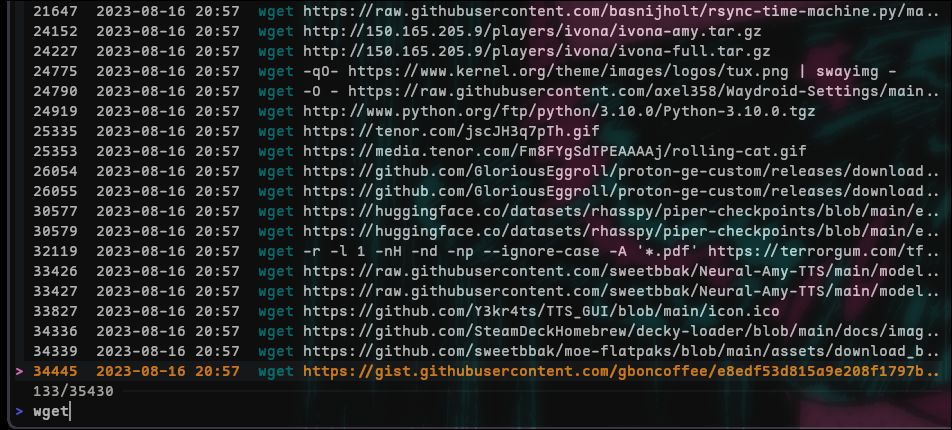 21647 2023-08-16 20:57 wget https://raw.githubusercontent.com/basnijholt/rsync-time-machine.py/ma..
24152 2023-08-16 20:57 wget http://150.165.205.9/players/ivona/ivona-amy.tar.gz
24227 2023-08-16 20:57 wget http://150.165.205.9/players/ivona/ivona-full.tar.gz
24775 2023-08-16 20:57 wget -qO- https://www.kernel.org/theme/images/logos/tux.png | swayimg -
24790 2023-08-16 20:57 wget -O - https://raw.githubusercontent.com/axel358/Waydroid-Settings/main..
24919 2023-08-16 20:57 wget http://www.python.org/ftp/python/3.10.0/Python-3.10.0.tgz
25335 2023-08-16 20:57 wget https://tenor.com/jscJH3q7pTh.gif
25353 2023-08-16 20:57 wget https://media.tenor.com/Fm8FYgSdTPEAAAAj/rolling-cat.gif
26054 2023-08-16 20:57 wget https://github.com/GloriousEggroll/proton-ge-custom/releases/download..
26055 2023-08-16 20:57 wget https://github.com/GloriousEggroll/proton-ge-custom/releases/download..
30577 2023-08-16 20:57 wget https://huggingface.co/datasets/rhasspy/piper-checkpoints/blob/main/e..
30579 2023-08-16 20:57 wget https://huggingface.co/datasets/rhasspy/piper-checkpoints/blob/main/e..
32119 2023-08-16 20:57 wget -r -l 1 -nH -nd -np --ignore-case -A '*.pdf' https://terrorgum.com/tf..
33426 2023-08-16 20:57 wget https://raw.githubusercontent.com/sweetbbak/Neural-Amy-TTS/main/model..
33427 2023-08-16 20:57 wget https://raw.githubusercontent.com/sweetbbak/Neural-Amy-TTS/main/model..
33827 2023-08-16 20:57 wget https://github.com/Y3kr4ts/TTS_GUI/blob/main/icon.ico
34336 2023-08-16 20:57 wget https://github.com/SteamDeckHomebrew/decky-loader/blob/main/docs/imag..
34339 2023-08-16 20:57 wget https://github.com/sweetbbak/moe-flatpaks/blob/main/assets/download_b..
> 34445 2023-08-16 20:57 wget https://gist.githubusercontent.com/gboncoffee/e8edf53d815a9e208f1797b..
133/35430
> wget